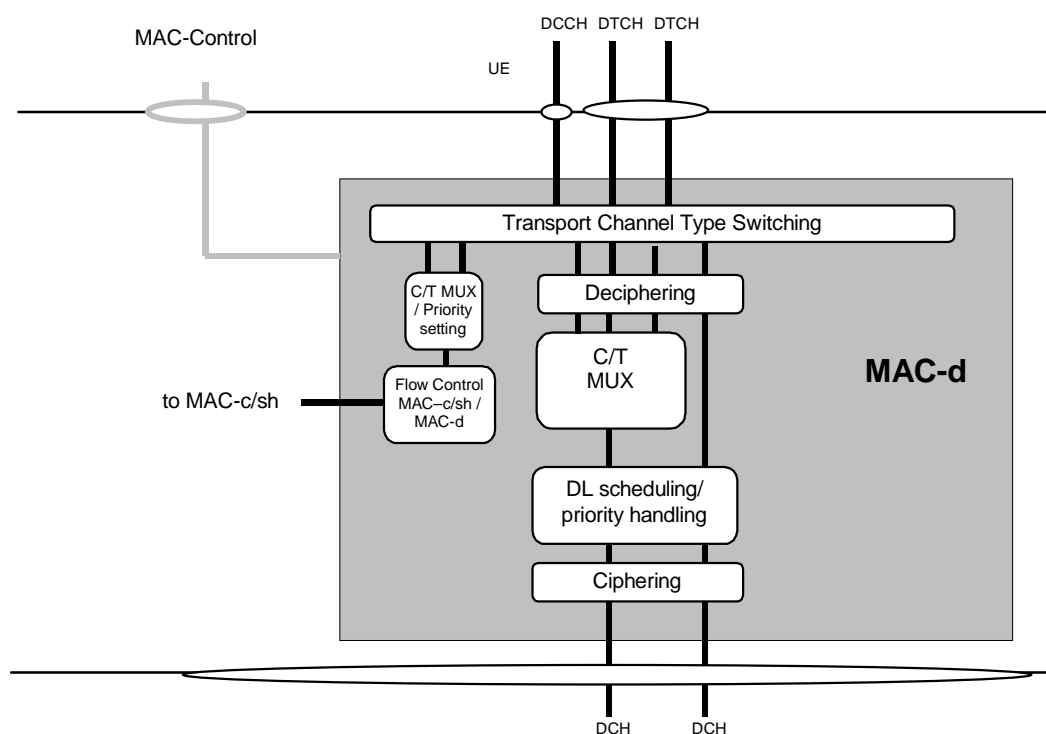 DCCH DTCH DTCH
MAC-Control
UE
Transport Channel Type Switching
C/T MUX
/ Priority
setting
Deciphering
C/T
MUX
MAC-d
Flow Control
MAC–c/sh /
MAC-d
to MAC-c/sh
DL scheduling/
priority handling
Ciphering
DCH DCH